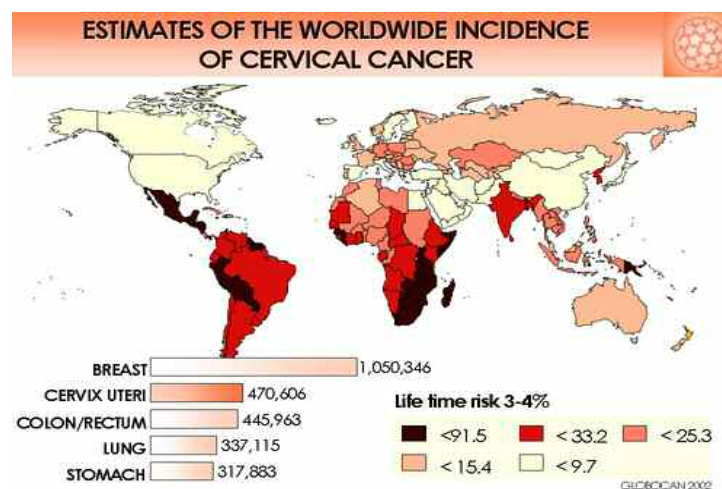 ESTIMATES OF THE WORLDWIDE INCIDENCE
OF CERVICAL CANCER
BREAST 1,050,346
CERVIX UTERI 470,606
COLON/RECTUM 445,963
LUNG 337,115
STOMACH 317,883
Life time risk 3-4%
<91.5 < 33.2 < 25.3
< 15.4 < 9.7
GLOBOCAN 2002